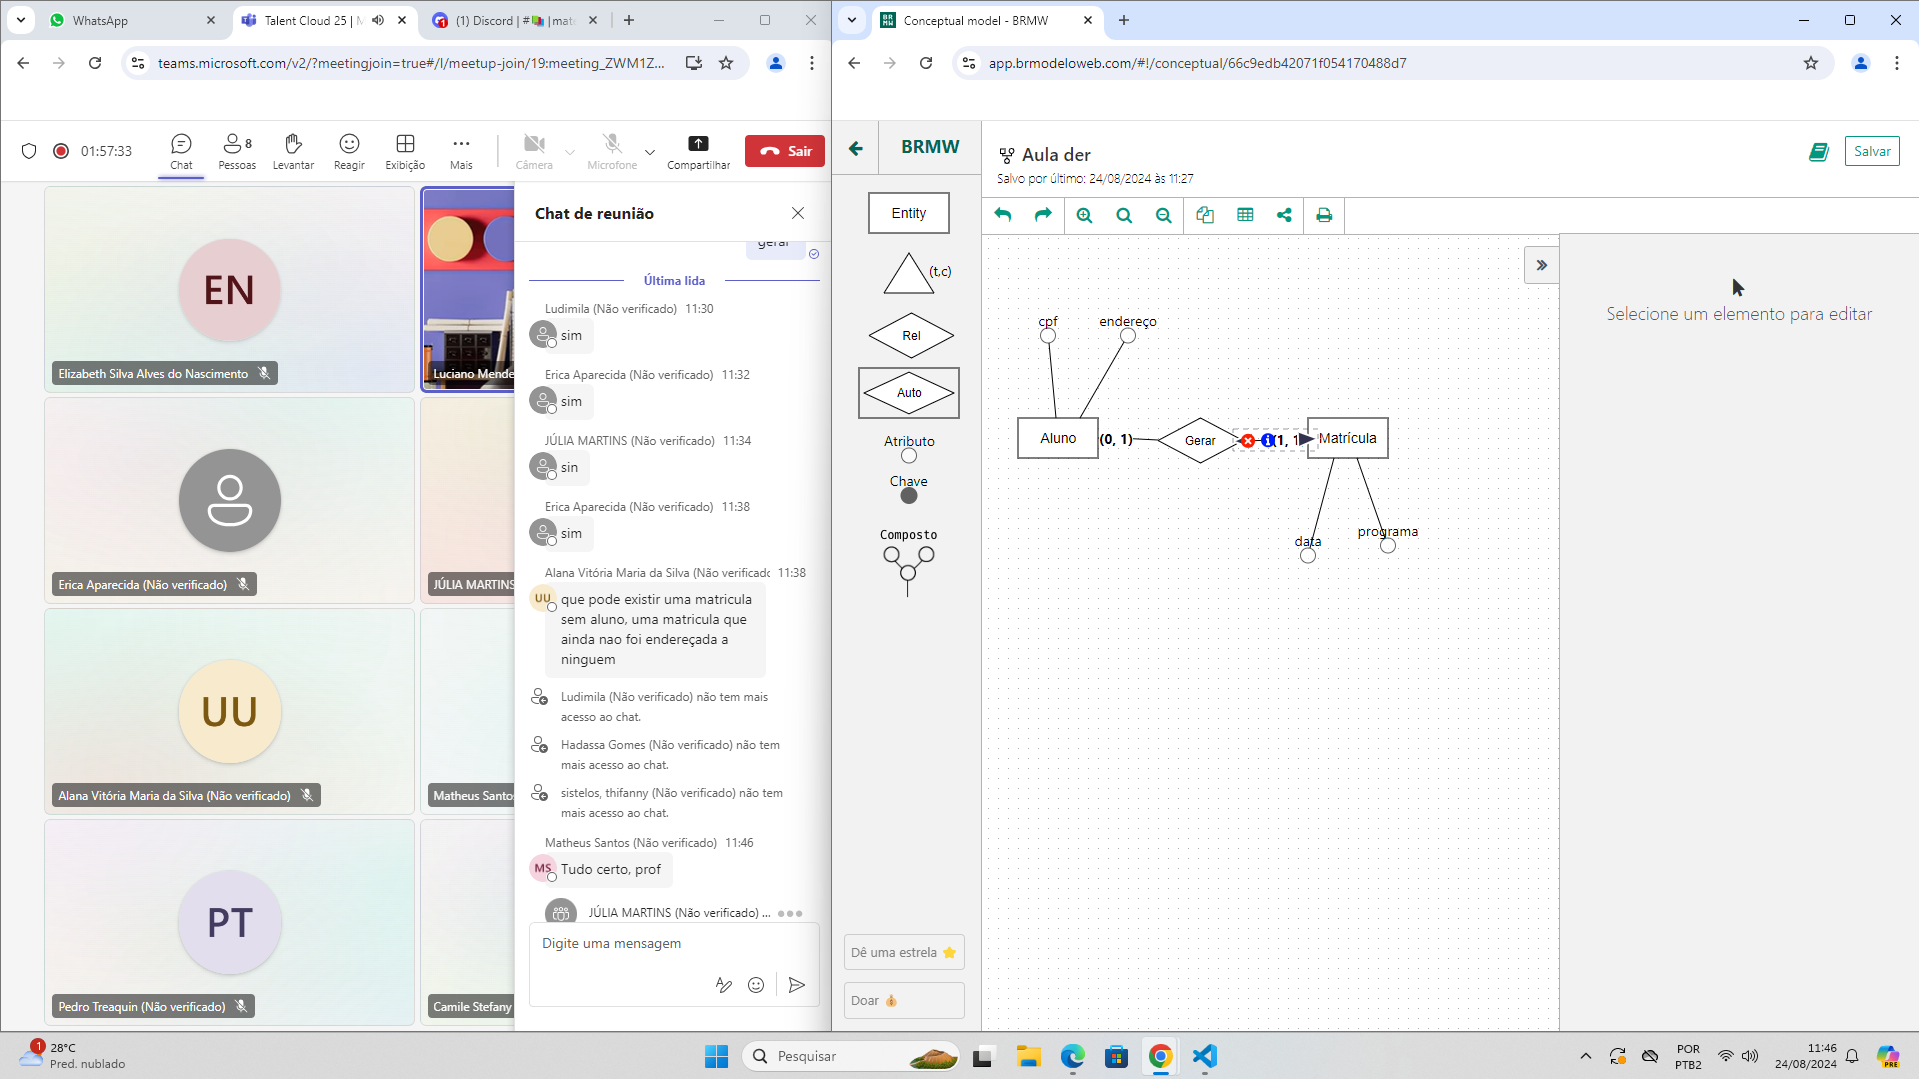 WhatsApp
Talent Cloud 25 | M
(1) Discord | # | mate
teams.microsoft.com/v2/?meetingjoin=true#/l/meetup-join/19:meeting_ZWM1Z...
01:57:33
Chat
Pessoas
8
Levantar
Reagir
Exibição
Mais
Câmera
Microfone
Compartilhar
Sair
EN
Elizabeth Silva Alves do Nascimento
Luciano Mende
Erica Aparecida (Não verificado)
JÚLIA MARTINS
UU
Alana Vitória Maria da Silva (Não verificado)
Matheus Santo
PT
Pedro Treaquin (Não verificado)
Camile Stefany
Chat de reunião
geral
Última lida
Ludimila (Não verificado) 11:30
sim
Erica Aparecida (Não verificado) 11:32
sim
JÚLIA MARTINS (Não verificado) 11:34
sin
Erica Aparecida (Não verificado) 11:38
sim
Alana Vitória Maria da Silva (Não verificado 11:38
UU
que pode existir uma matricula
sem aluno, uma matricula que
ainda nao foi endereçada a
ninguem
Ludimila (Não verificado) não tem mais
acesso ao chat.
Hadassa Gomes (Não verificado) não tem
mais acesso ao chat.
sistelos, thifanny (Não verificado) não tem
mais acesso ao chat.
Matheus Santos (Não verificado) 11:46
MS
Tudo certo, prof
JÚLIA MARTINS (Não verificado) ...
Digite uma mensagem
Conceptual model - BRMW
app.brmodeloweb.com/#!/conceptual/66c9edb42071f054170488d7
BRMW
Aula der
Salvo por último: 24/08/2024 às 11:27
Salvar
Entity
(t,c)
Rel
Auto
Atributo
Chave
Composto
Dê uma estrela
Doar
cpf
endereço
Aluno
(0, 1)
Gerar
(1, 1
Matrícula
data
programa
Selecione um elemento para editar
1
28°C
Pred. nublado
Pesquisar
POR
PTB2
11:46
24/08/2024
PRE